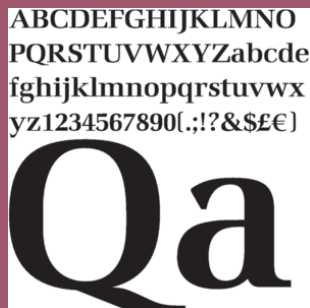 ABCDEFGHIJKLMNO
PQRSTUVWXYZabcde
fghijklmnopqrstuvwx
yz1234567890(.;!?&$£€)
Qa